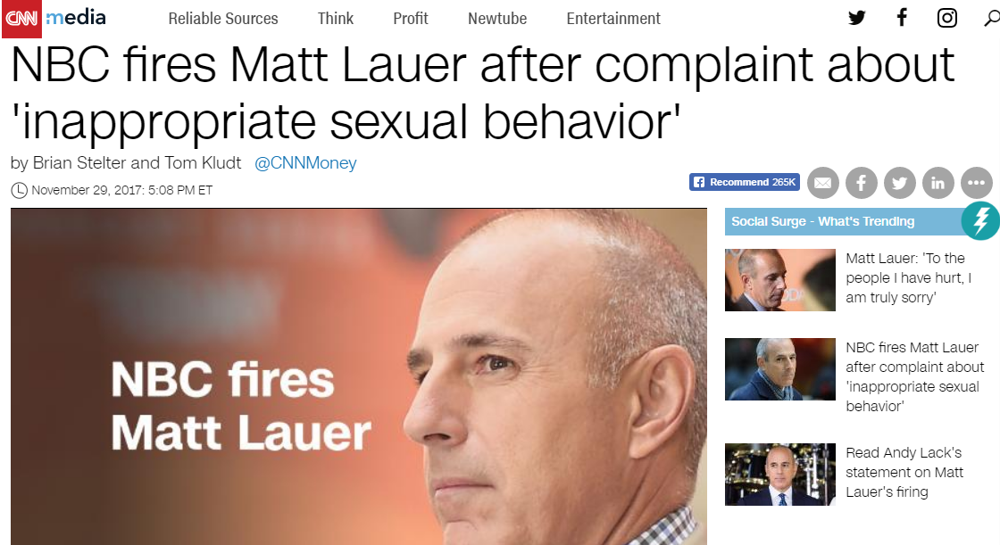 CNN media Reliable Sources Think Profit Newtube Entertainment
NBC fires Matt Lauer after complaint about
'inappropriate sexual behavior'
by Brian Stelter and Tom Kludt @CNNMoney
November 29, 2017: 5:08 PM ET
Recommend 265K
NBC fires
Matt Lauer
Social Surge - What's Trending
Matt Lauer: 'To the
people I have hurt, I
am truly sorry'
NBC fires Matt Lauer
after complaint about
'inappropriate sexual
behavior'
Read Andy Lack's
statement on Matt
Lauer's firing